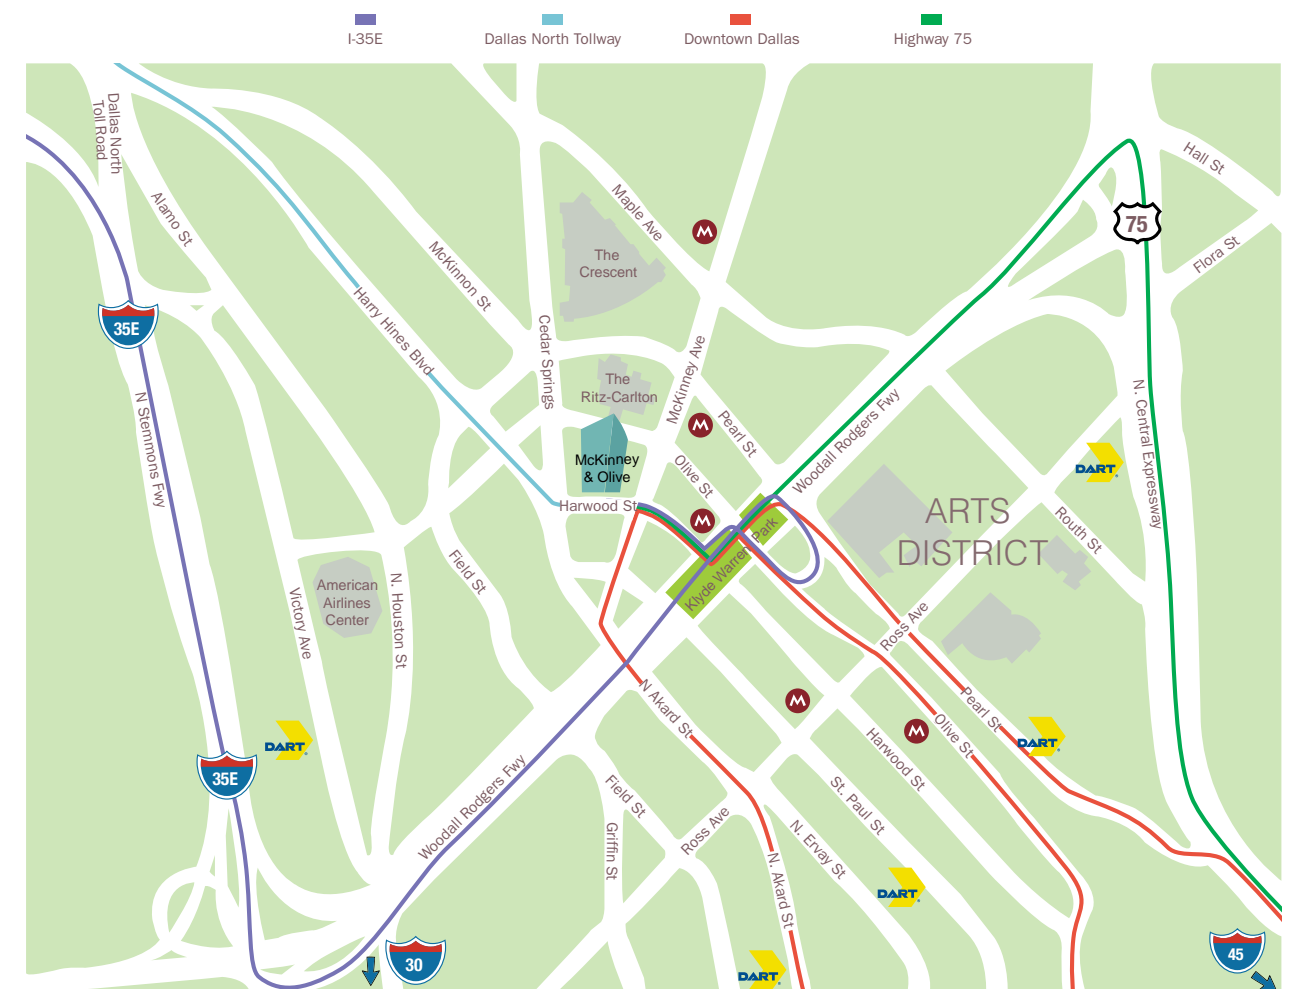 I-35E
Dallas North Tollway
Downtown Dallas
Highway 75
Dallas North
Toll Road
Alamo St
Hall St
Maple Ave
75
Flora St
McKinnon St
The
Crescent
Harry Hines Blvd
35E
Cedar Springs
McKinney Ave
The
Ritz-Carlton
N Stemmons Fwy
Pearl St
Woodall Rodgers Fwy
N. Central Expressway
McKinney
& Olive
Olive St
DART
Harwood St
ARTS
DISTRICT
Routh St
Klyde Warren Park
Field St
American
Airlines
Center
Victory Ave
N. Houston St
Ross Ave
N Akard St
Pearl St
Olive St
DART
DART
Harwood St
35E
Woodall Rodgers Fwy
Field St
St. Paul St
Ross Ave
N. Ervay St
Griffin St
N. Akard St
DART
30
45
DART